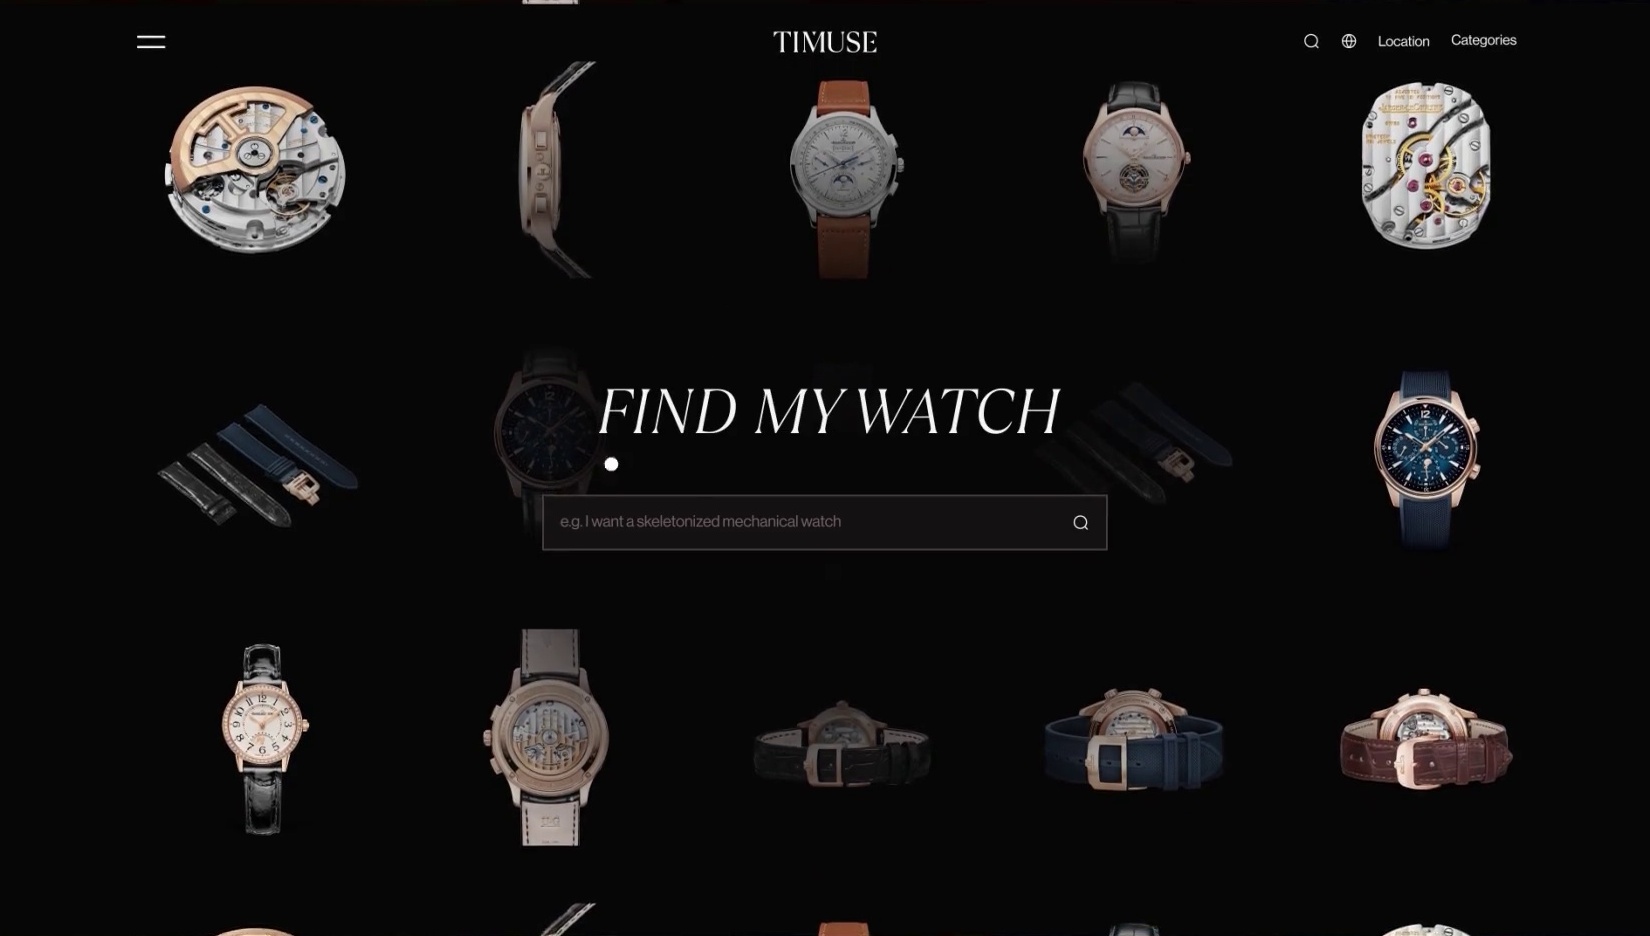 TIMUSE
Location
Categories
FIND MY WATCH
e.g. I want a skeletonized mechanical watch